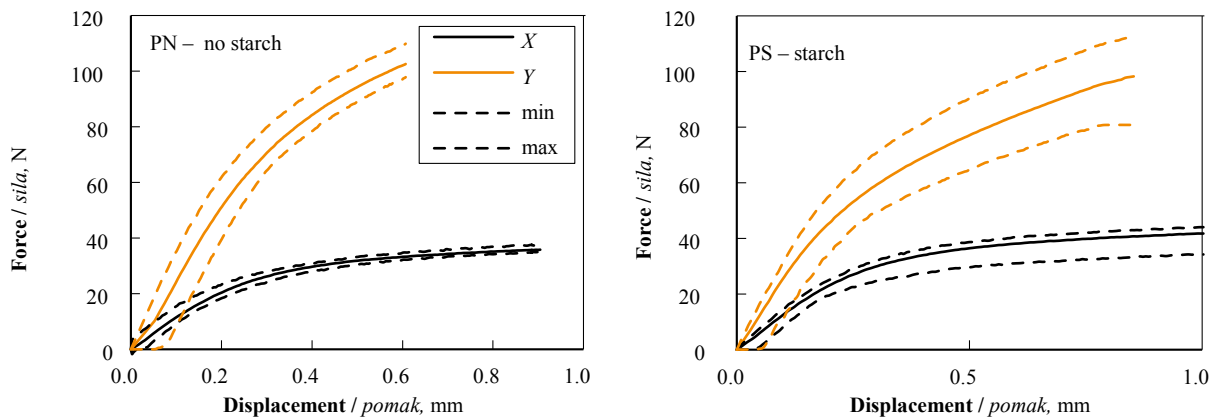 PN – no starch
X
Y
min
max
120
100
80
60
40
20
0
Force / sila, N
0.0 0.2 0.4 0.6 0.8 1.0
Displacement / pomak, mm
PS – starch
120
100
80
60
40
20
0
Force / sila, N
0.0 0.5 1.0
Displacement / pomak, mm